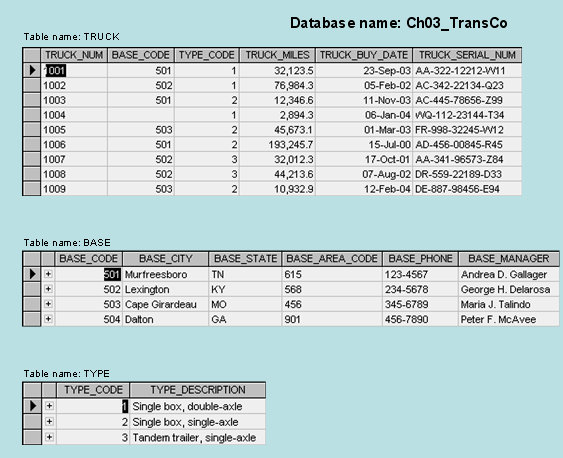 Database name: Ch03_TransCo
Table name: TRUCK
TRUCK_NUM BASE_CODE TYPE_CODE TRUCK_MILES TRUCK_BUY_DATE TRUCK_SERIAL_NUM
1001 501 1 32,123.5 23-Sep-03 AA-322-12212-W11
1002 502 1 76,984.3 05-Feb-02 AC-342-22134-Q23
1003 501 2 12,346.6 11-Nov-03 AC-445-78656-Z99
1004 1 2,894.3 06-Jan-04 WQ-112-23144-T34
1005 503 2 45,673.1 01-Mar-03 FR-998-32245-W12
1006 501 2 193,245.7 15-Jul-00 AD-456-00845-R45
1007 502 3 32,012.3 17-Oct-01 AA-341-96573-Z84
1008 502 3 44,213.6 07-Aug-02 DR-559-22189-D33
1009 503 2 10,932.9 12-Feb-04 DE-887-98456-E94
Table name: BASE
BASE_CODE BASE_CITY BASE_STATE BASE_AREA_CODE BASE_PHONE BASE_MANAGER
501 Murfreesboro TN 615 123-4567 Andrea D. Gallager
502 Lexington KY 568 234-5678 George H. Delarosa
503 Cape Girardeau MO 456 345-6789 Maria J. Talindo
504 Dalton GA 901 456-7890 Peter F. McAvee
Table name: TYPE
TYPE_CODE TYPE_DESCRIPTION
1 Single box, double-axle
2 Single box, single-axle
3 Tandem trailer, single-axle